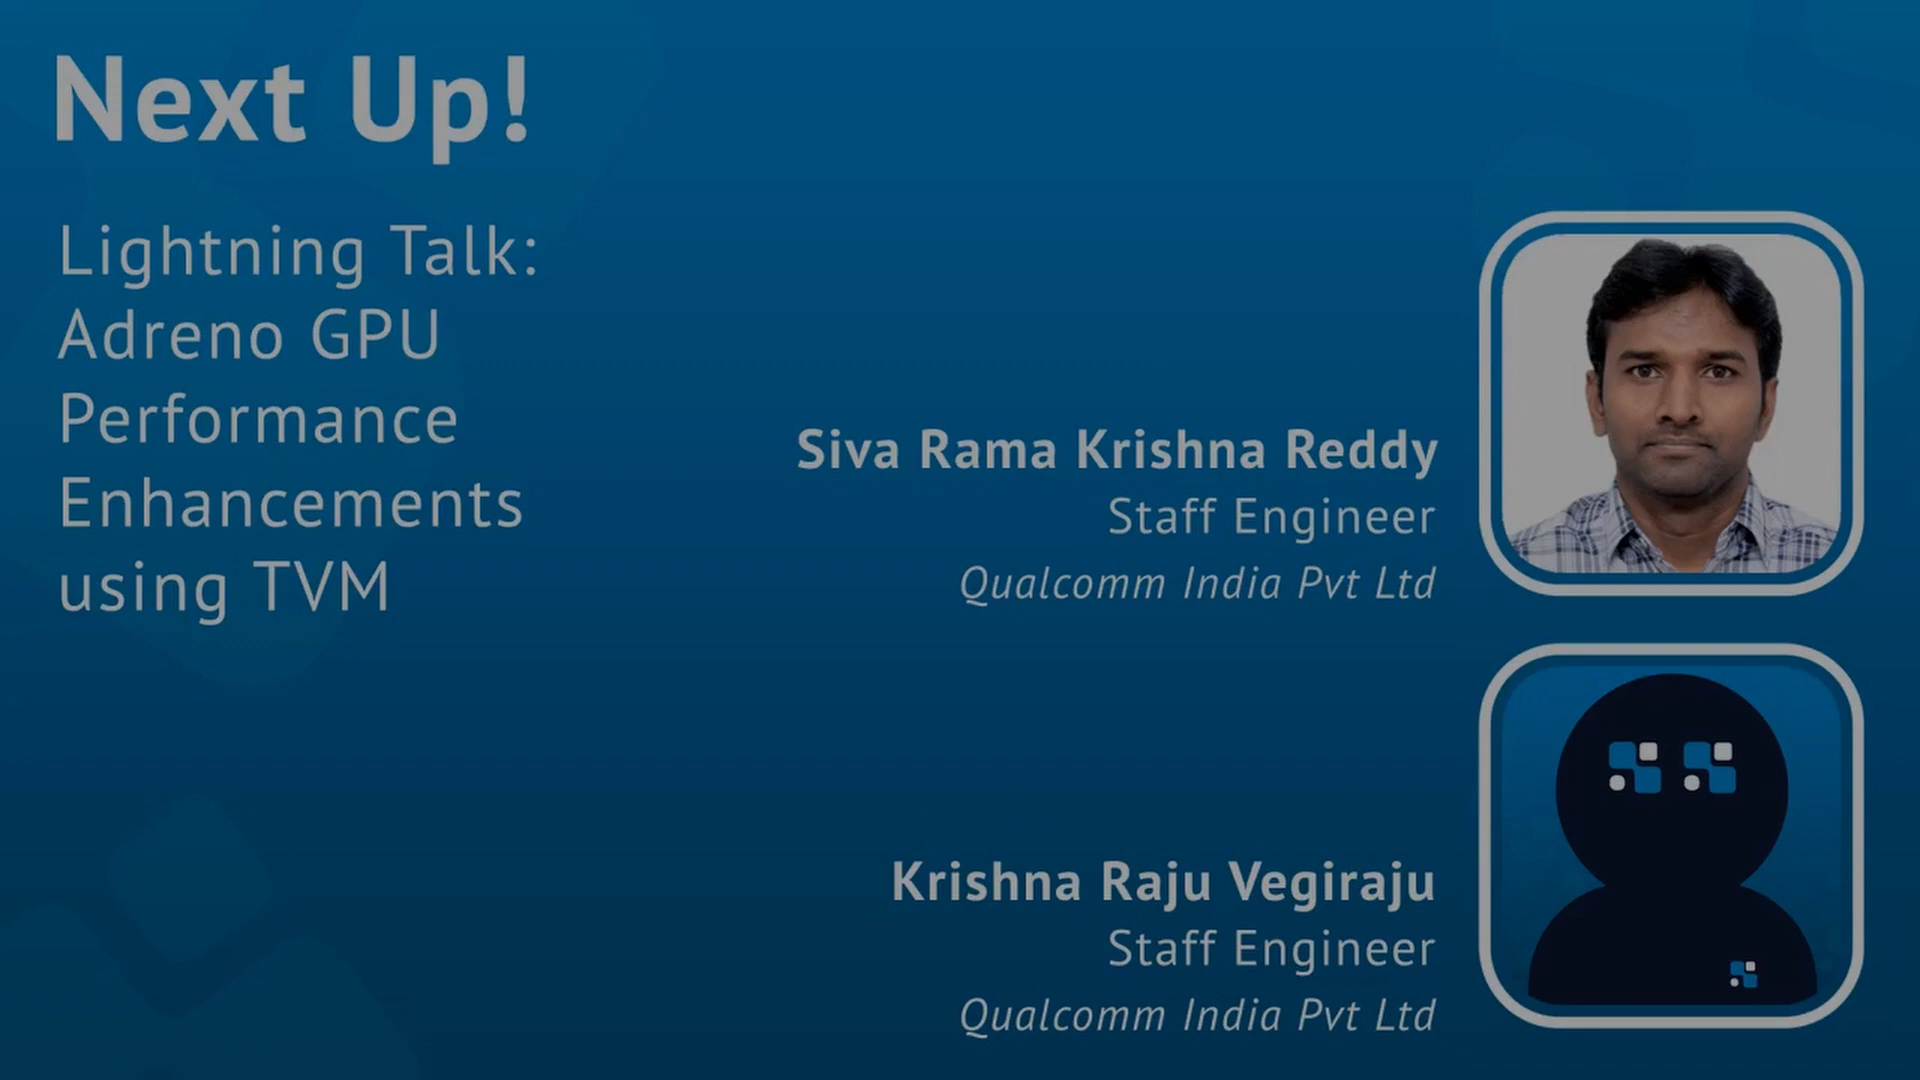 Next Up!
Lightning Talk:
Adreno GPU
Performance
Enhancements
using TVM
Siva Rama Krishna Reddy
Staff Engineer
Qualcomm India Pvt Ltd
Krishna Raju Vegiraju
Staff Engineer
Qualcomm India Pvt Ltd